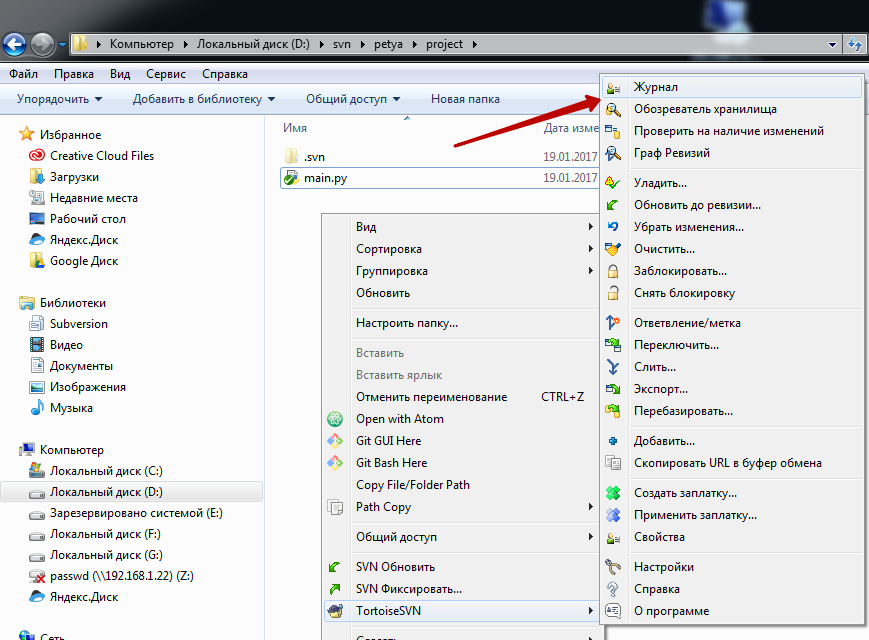 Компьютер Локальный диск (D:) svn petya project
Файл Правка Вид Сервис Справка
Упорядочить Добавить в библиотеку Общий доступ Новая папка
Избранное
Creative Cloud Files
Загрузки
Недавние места
Рабочий стол
Яндекс.Диск
Google Диск
Библиотеки
Subversion
Видео
Документы
Изображения
Музыка
Компьютер
Локальный диск (C:)
Локальный диск (D:)
Зарезервировано системой (E:)
Локальный диск (F:)
Локальный диск (G:)
passwd (\\192.168.1.22) (Z:)
Яндекс.Диск
Сеть
Имя Дата изме
.svn 19.01.2017
main.py 19.01.2017
Вид
Сортировка
Группировка
Обновить
Настроить папку...
Вставить
Вставить ярлык
Отменить переименование CTRL+Z
Open with Atom
Git GUI Here
Git Bash Here
Copy File/Folder Path
Path Copy
Общий доступ
SVN Обновить
SVN Фиксировать...
TortoiseSVN
Создать
Журнал
Обозреватель хранилища
Проверить на наличие изменений
Граф Ревизий
Уладить...
Обновить до ревизии...
Убрать изменения...
Очистить...
Заблокировать...
Снять блокировку
Ответвление/метка
Переключить...
Слить...
Экспорт...
Перебазировать...
Добавить...
Скопировать URL в буфер обмена
Создать заплатку...
Применить заплатку...
Свойства
Настройки
Справка
О программе